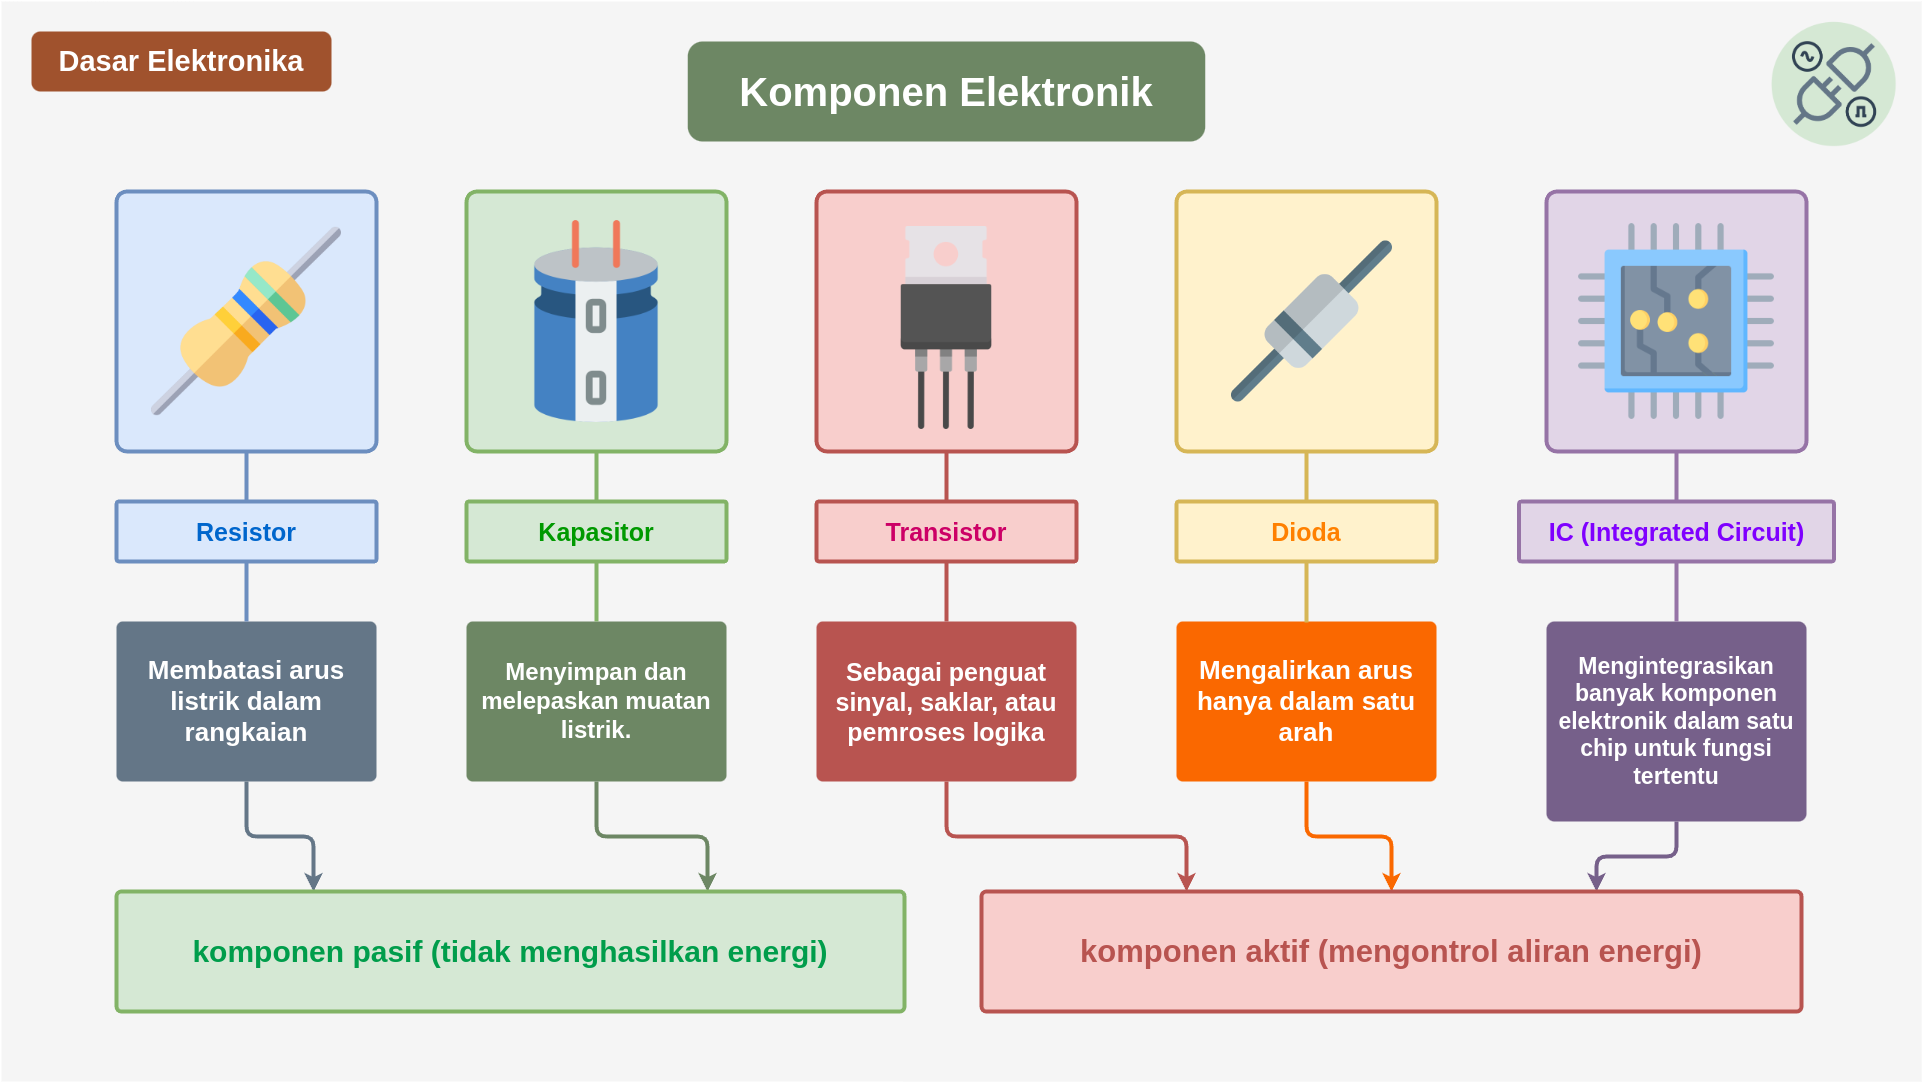 Dasar Elektronika
Komponen Elektronik
Resistor
Kapasitor
Transistor
Dioda
IC (Integrated Circuit)
Membatasi arus
listrik dalam
rangkaian
Menyimpan dan
melepaskan muatan
listrik.
Sebagai penguat
sinyal, saklar, atau
pemroses logika
Mengalirkan arus
hanya dalam satu
arah
Mengintegrasikan
banyak komponen
elektronik dalam satu
chip untuk fungsi
tertentu
komponen pasif (tidak menghasilkan energi)
komponen aktif (mengontrol aliran energi)